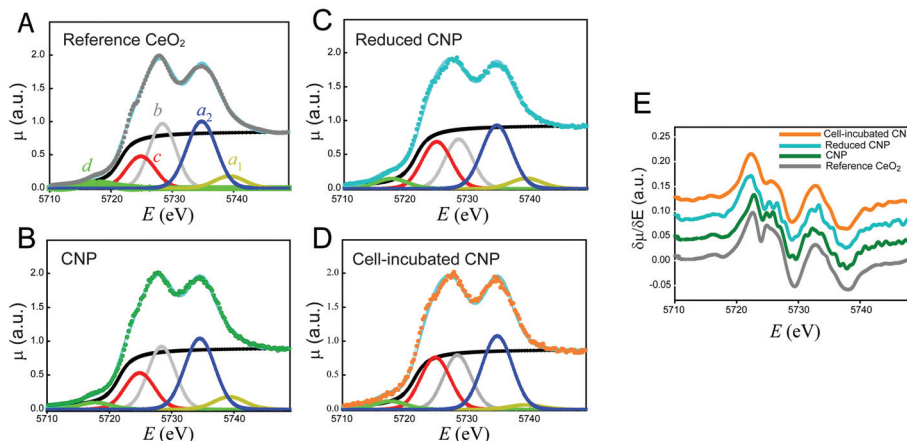 A
Reference CeO₂
μ (a.u.)
2.0
1.5
1.0
0.5
0.0
d
c
b
a₂
a₁
5710
5720
5730
5740
E (eV)
C
Reduced CNP
μ (a.u.)
2.0
1.5
1.0
0.5
0.0
5710
5720
5730
5740
E (eV)
B
CNP
μ (a.u.)
2.0
1.5
1.0
0.5
0.0
5710
5720
5730
5740
E (eV)
D
Cell-incubated CNP
μ (a.u.)
2.0
1.5
1.0
0.5
0.0
5710
5720
5730
5740
E (eV)
E
Cell-incubated CN
Reduced CNP
CNP
Reference CeO₂
δμ/δE (a.u.)
0.25
0.20
0.15
0.10
0.05
0.00
-0.05
5710
5720
5730
5740
E (eV)